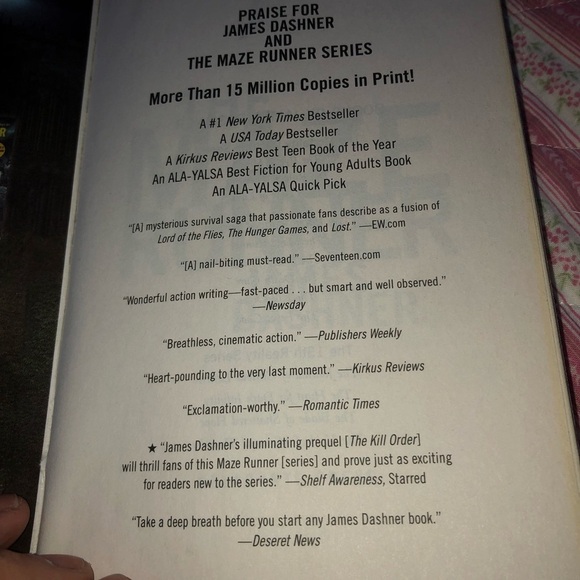 PRAISE FOR
JAMES DASHNER
AND
THE MAZE RUNNER SERIES
More Than 15 Million Copies in Print!
A #1 New York Times Bestseller
A USA Today Bestseller
A Kirkus Reviews Best Teen Book of the Year
An ALA-YALSA Best Fiction for Young Adults Book
An ALA-YALSA Quick Pick
“[A] mysterious survival saga that passionate fans describe as a fusion of
Lord of the Flies, The Hunger Games, and Lost.” —EW.com
“[A] nail-biting must-read.” —Seventeen.com
“Wonderful action writing—fast-paced . . . but smart and well observed.”
—Newsday
“Breathless, cinematic action.” —Publishers Weekly
“Heart-pounding to the very last moment.” —Kirkus Reviews
“Exclamation-worthy.” —Romantic Times
★ “James Dashner’s illuminating prequel [The Kill Order]
will thrill fans of this Maze Runner [series] and prove just as exciting
for readers new to the series.” —Shelf Awareness, Starred
“Take a deep breath before you start any James Dashner book.”
—Deseret News